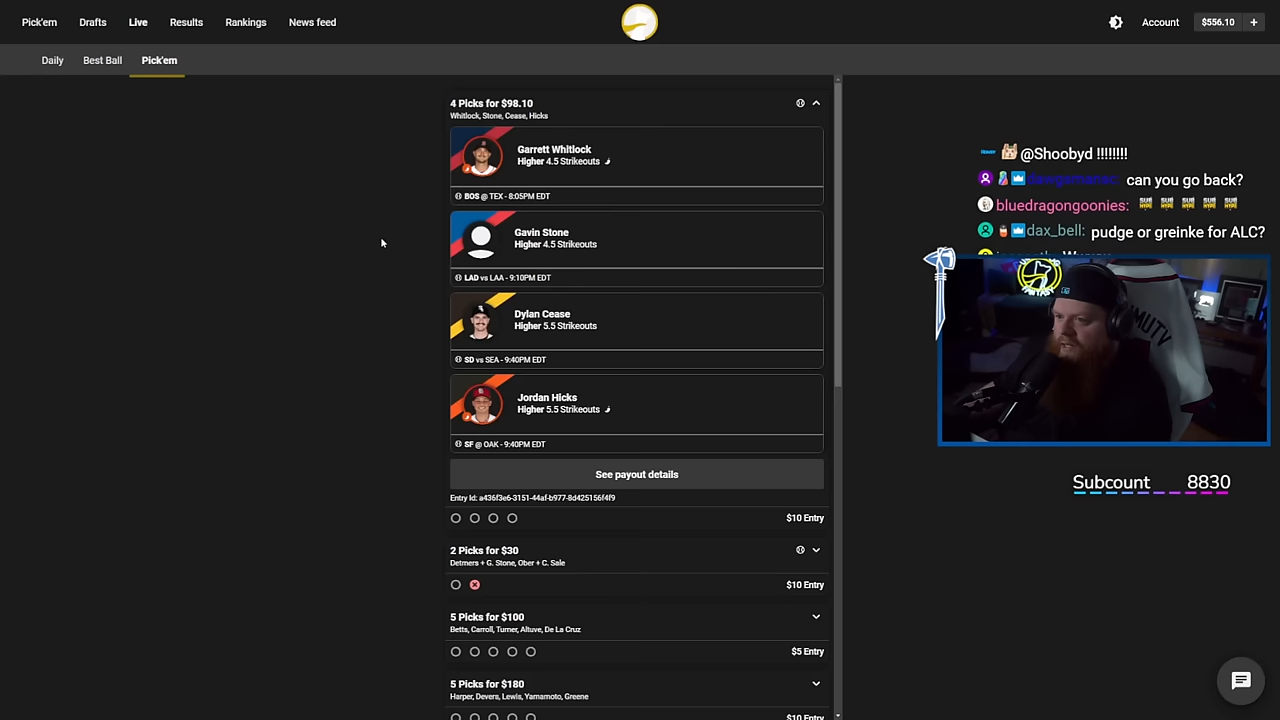 Pick'em
Drafts
Live
Results
Rankings
News feed
Account
$556.10
+
Daily
Best Ball
Pick'em
4 Picks for $98.10
Whitlock, Stone, Cease, Hicks
Garrett Whitlock
Higher 4.5 Strikeouts
BOS @ TEX - 8:05PM EDT
Gavin Stone
Higher 4.5 Strikeouts
LAD vs LAA - 9:10PM EDT
Dylan Cease
Higher 5.5 Strikeouts
SD vs SEA - 9:40PM EDT
Jordan Hicks
Higher 5.5 Strikeouts
SF @ OAK - 9:40PM EDT
See payout details
Entry Id: a436f3e6-3151-44af-b977-8d425156f4f9
$10 Entry
2 Picks for $30
Detmers + G. Stone, Ober + C. Sale
$10 Entry
5 Picks for $100
Betts, Carroll, Turner, Altuve, De La Cruz
$5 Entry
5 Picks for $180
Harper, Devers, Lewis, Yamamoto, Greene
$10 Entry
@Shoobyd !!!!!!!!
can you go back?
bluedragongoonies:
dax_bell: pudge or greinke for ALC?
Subcount 8830